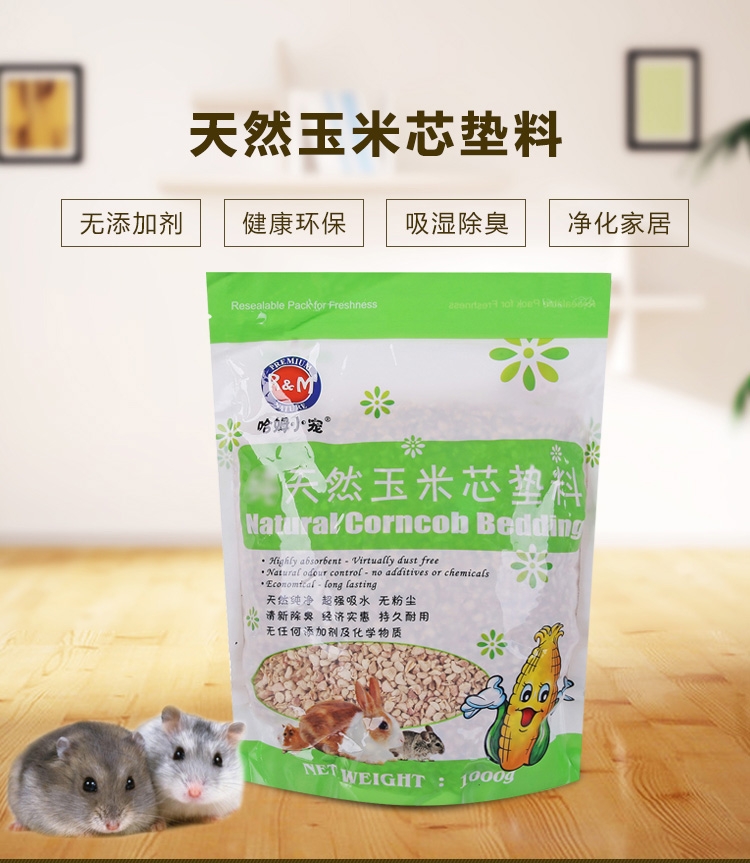 天然玉米芯垫料
无添加剂 健康环保 吸湿除臭 净化家居
Resealable Pack for Freshness
PREMIUM
R&M
NATURE
哈姆小宠®
天然玉米芯垫料
Natural Corncob Bedding
• Highly absorbent - Virtually dust free
• Natural odour control - no additives or chemicals
• Economical - long lasting
天然纯净 超强吸水 无粉尘
清新除臭 经济实惠 持久耐用
无任何添加剂及化学物质
NET WEIGHT : 1000g